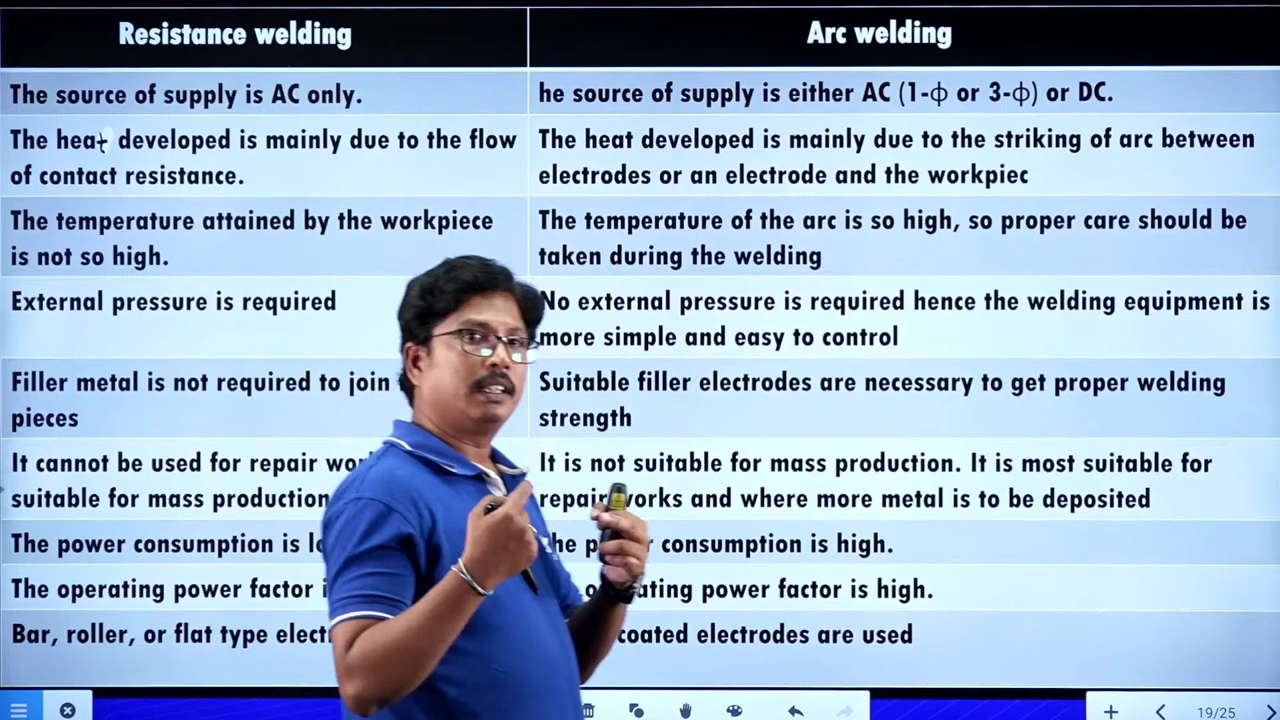 Resistance welding
Arc welding
The source of supply is AC only.
he source of supply is either AC (1-ф or 3-ф) or DC.
The heat developed is mainly due to the flow
of contact resistance.
The heat developed is mainly due to the striking of arc between
electrodes or an electrode and the workpiec
The temperature attained by the workpiece
is not so high.
The temperature of the arc is so high, so proper care should be
taken during the welding
External pressure is required
No external pressure is required hence the welding equipment is
more simple and easy to control
Filler metal is not required to join
pieces
Suitable filler electrodes are necessary to get proper welding
strength
It cannot be used for repair
suitable for mass production
It is not suitable for mass production. It is most suitable for
repair works and where more metal is to be deposited
The power consumption is
consumption is high.
The operating power factor
power factor is high.
Bar, roller, or flat type
coated electrodes are used
19/25